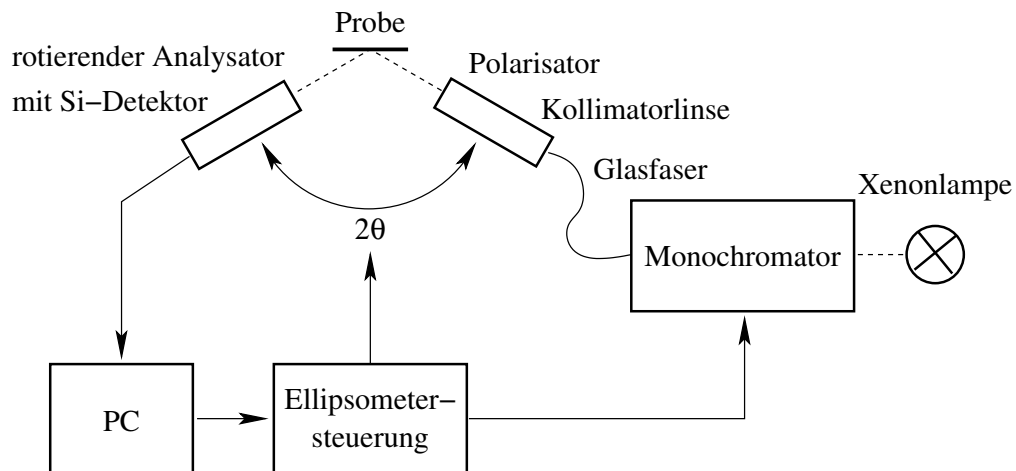 Probe
rotierender Analysator
mit Si−Detektor
Polarisator
Kollimatorlinse
Glasfaser
Xenonlampe
2θ
Monochromator
PC
Ellipsometer−
steuerung